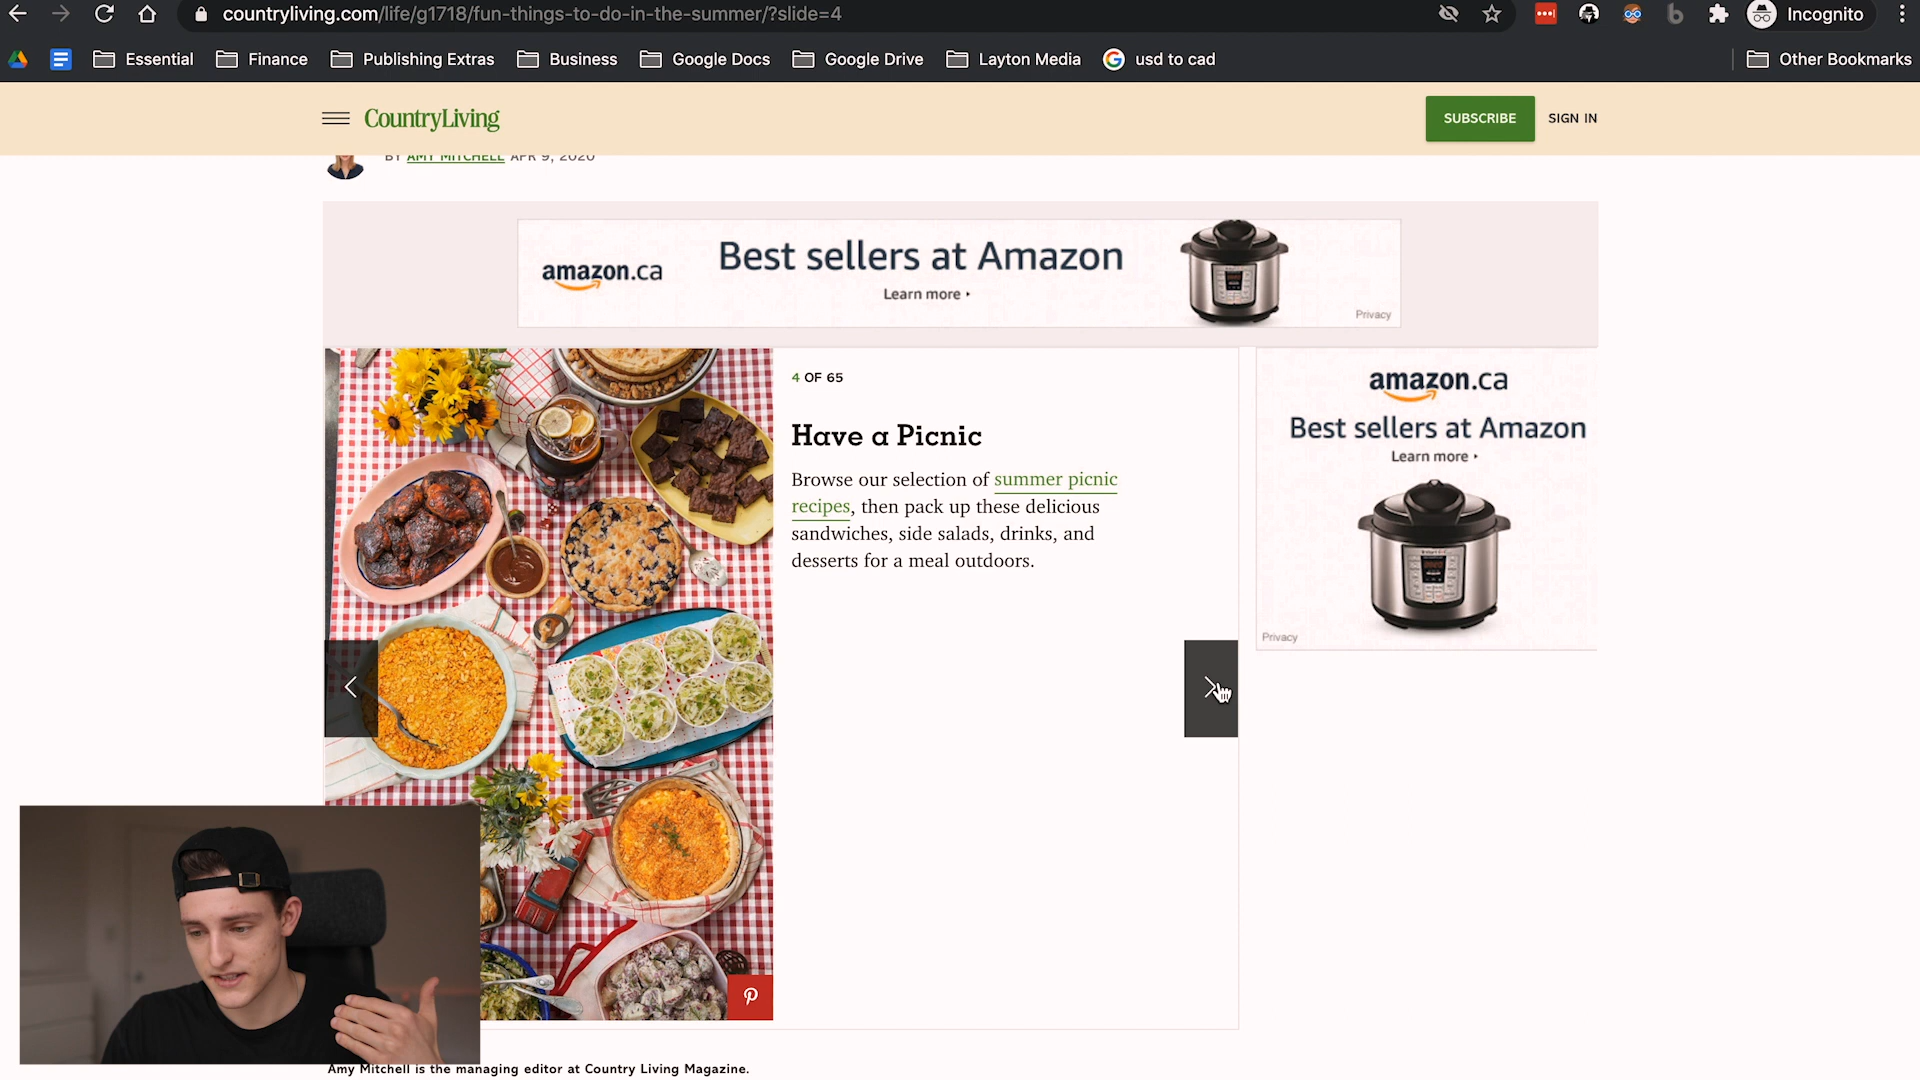 countryliving.com/life/g1718/fun-things-to-do-in-the-summer/?slide=4
Incognito
Essential
Finance
Publishing Extras
Business
Google Docs
Google Drive
Layton Media
usd to cad
Other Bookmarks
CountryLiving
SUBSCRIBE
SIGN IN
BY AMY MITCHELL APR 9, 2020
amazon.ca
Best sellers at Amazon
Learn more
Privacy
4 OF 65
Have a Picnic
Browse our selection of summer picnic
recipes, then pack up these delicious
sandwiches, side salads, drinks, and
desserts for a meal outdoors.
amazon.ca
Best sellers at Amazon
Learn more
Privacy
Amy Mitchell is the managing editor at Country Living Magazine.